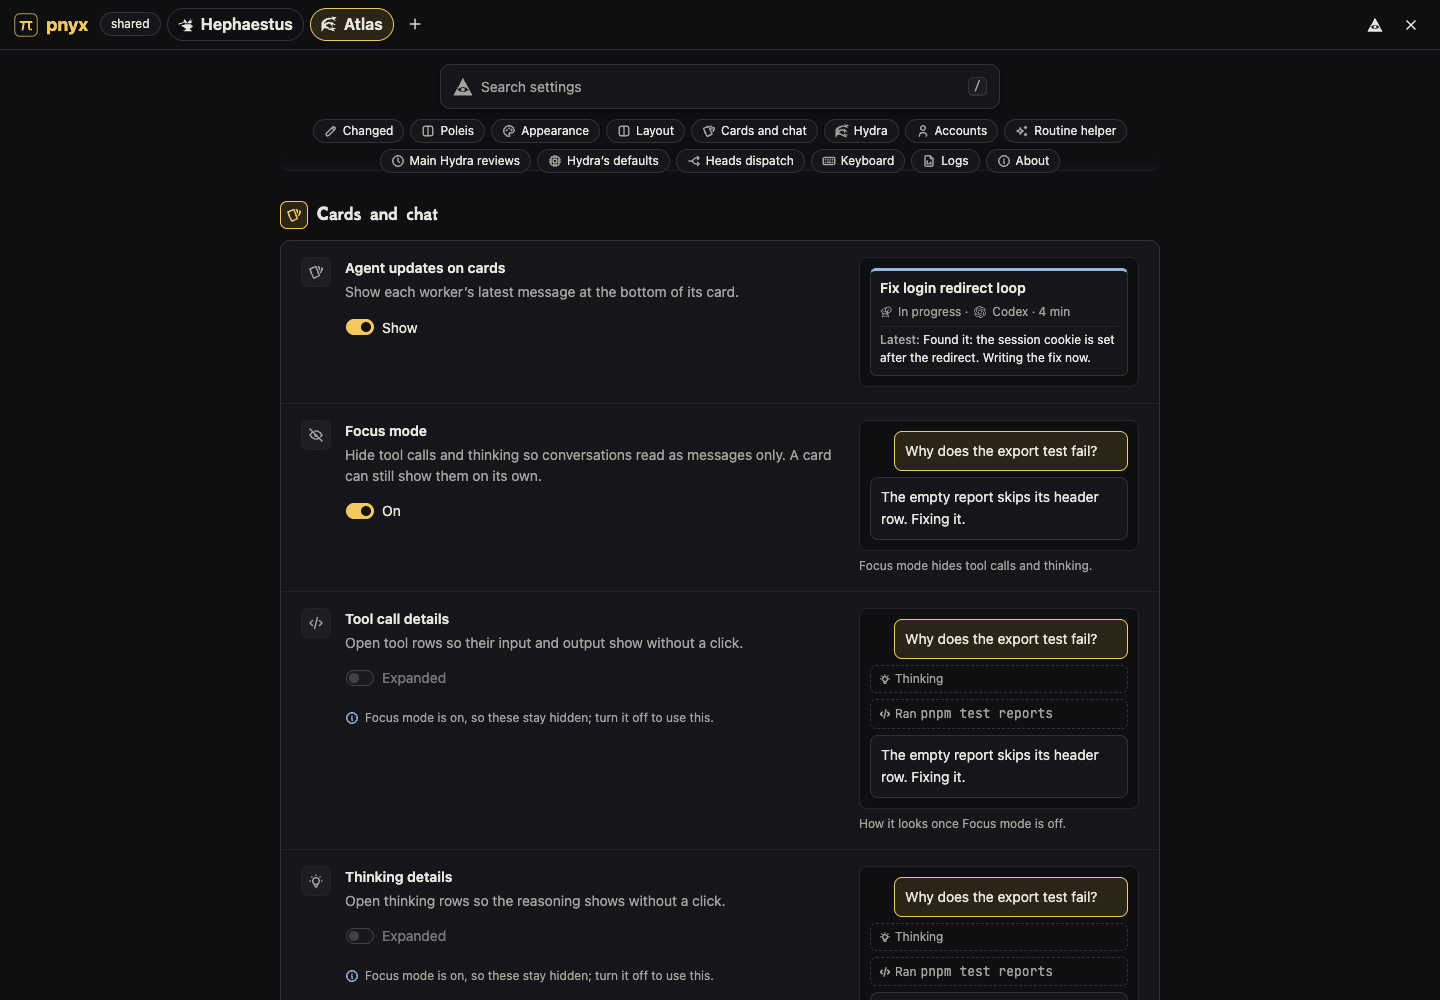 π pnyx shared Hephaestus Atlas +
Search settings /
Changed Poleis Appearance Layout Cards and chat Hydra Accounts Routine helper
Main Hydra reviews Hydra’s defaults Heads dispatch Keyboard Logs About
Cards and chat
Agent updates on cards
Show each worker’s latest message at the bottom of its card.
Show
Fix login redirect loop
In progress · Codex · 4 min
Latest: Found it: the session cookie is set
after the redirect. Writing the fix now.
Focus mode
Hide tool calls and thinking so conversations read as messages only. A card
can still show them on its own.
On
Why does the export test fail?
The empty report skips its header
row. Fixing it.
Focus mode hides tool calls and thinking.
Tool call details
Open tool rows so their input and output show without a click.
Expanded
Focus mode is on, so these stay hidden; turn it off to use this.
Why does the export test fail?
Thinking
Ran pnpm test reports
The empty report skips its header
row. Fixing it.
How it looks once Focus mode is off.
Thinking details
Open thinking rows so the reasoning shows without a click.
Expanded
Focus mode is on, so these stay hidden; turn it off to use this.
Why does the export test fail?
Thinking
Ran pnpm test reports